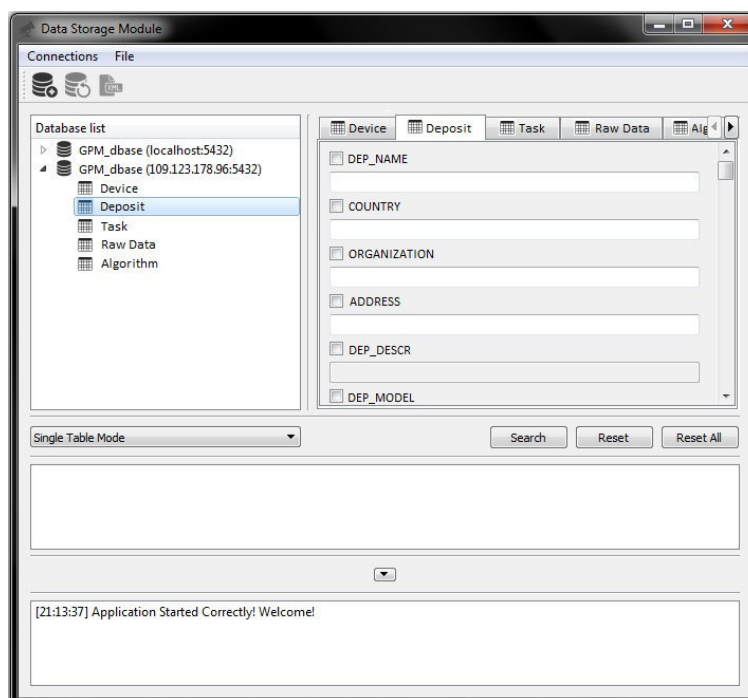 Data Storage Module
Connections File
XML
Database list
GPM_dbase (localhost:5432)
GPM_dbase (109.123.178.96:5432)
Device
Deposit
Task
Raw Data
Algorithm
Device Deposit Task Raw Data Alg
DEP_NAME
COUNTRY
ORGANIZATION
ADDRESS
DEP_DESCR
DEP_MODEL
Single Table Mode
Search Reset Reset All
[21:13:37] Application Started Correctly! Welcome!